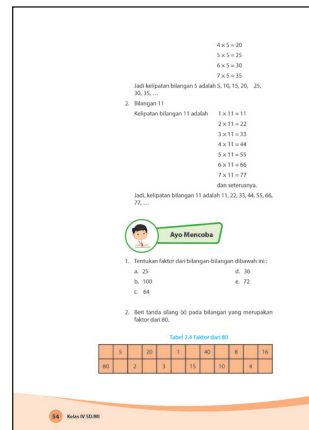 4 × 5 = 20
5 × 5 = 25
6 × 5 = 30
7 × 5 = 35
Jadi kelipatan bilangan 5 adalah 5, 10, 15, 20, 25,
30, 35, ...
2. Bilangan 11
Kelipatan bilangan 11 adalah 1 x 11 = 11
2 x 11 = 22
3 × 11 = 33
4 × 11 = 44
5 × 11 = 55
6 × 11 = 66
7 × 11 = 77
dan seterusnya.
Jadi, kelipatan bilangan 11 adalah 11, 22, 33, 44, 55, 66,
77, ...
Ayo Mencoba
1. Tentukan faktor dari bilangan-bilangan dibawah ini :
a. 25 d. 36
b. 100 e. 72
c. 64
2. Beri tanda silang (x) pada bilangan yang merupakan
faktor dari 80.
Tabel 2.4 Faktor dari 80
5 20 1 40 8 16
80 2 3 15 10 4
54 Kelas IV SD/MI